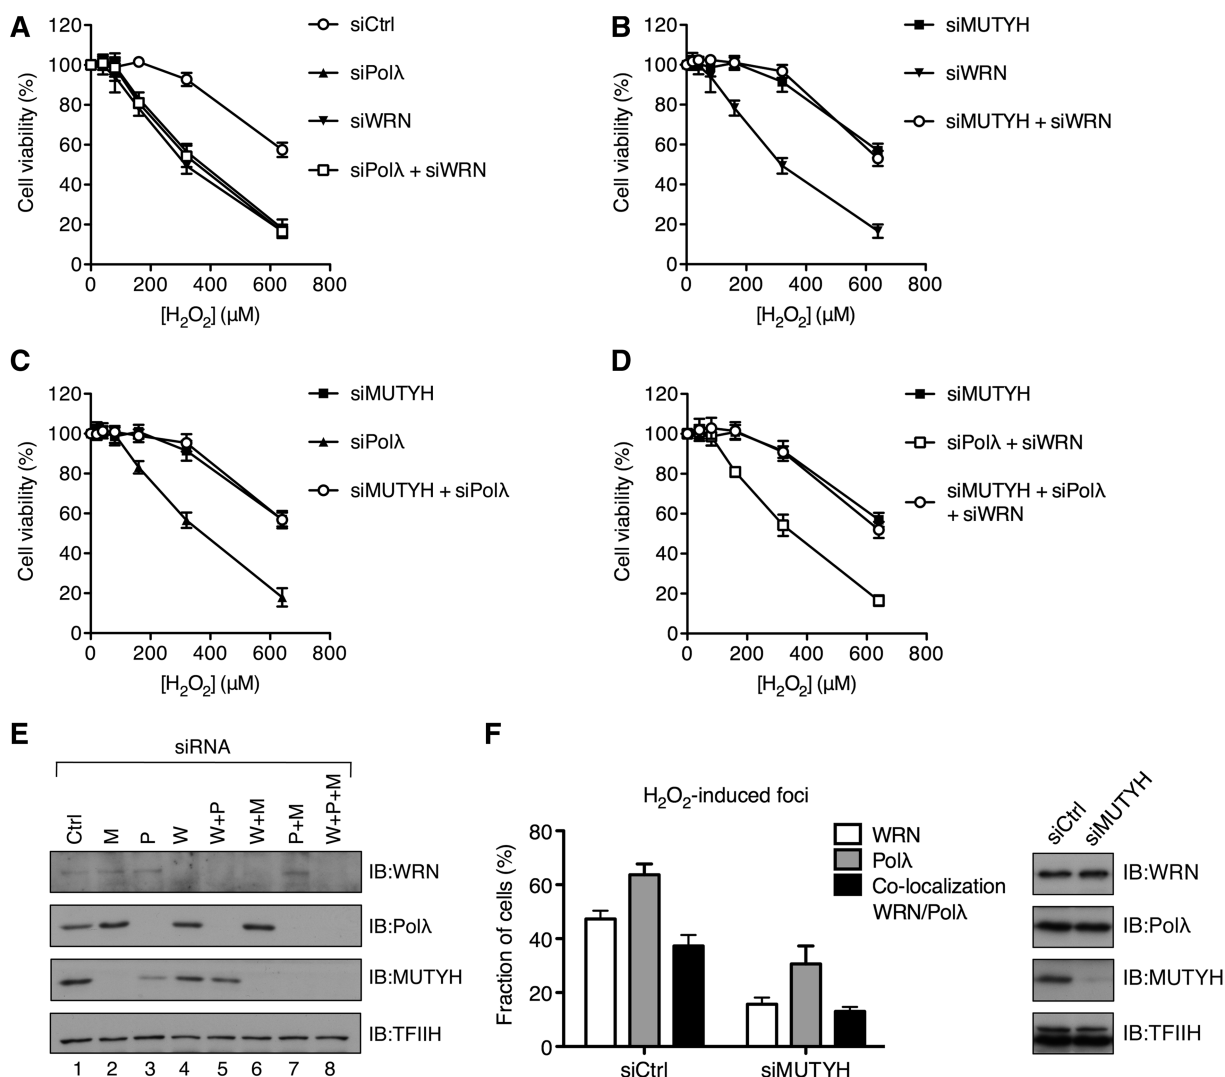 A
120
100
80
60
40
20
0
Cell viability (%)
0 200 400 600 800
[H₂O₂] (µM)
siCtrl
siPolλ
siWRN
siPolλ + siWRN
B
120
100
80
60
40
20
0
Cell viability (%)
0 200 400 600 800
[H₂O₂] (µM)
siMUTYH
siWRN
siMUTYH + siWRN
C
120
100
80
60
40
20
0
Cell viability (%)
0 200 400 600 800
[H₂O₂] (µM)
siMUTYH
siPolλ
siMUTYH + siPolλ
D
120
100
80
60
40
20
0
Cell viability (%)
0 200 400 600 800
[H₂O₂] (µM)
siMUTYH
siPolλ + siWRN
siMUTYH + siPolλ
+ siWRN
E
siRNA
Ctrl M P W W+P W+M P+M W+P+M
IB:WRN
IB:Polλ
IB:MUTYH
IB:TFIIH
1 2 3 4 5 6 7 8
F
H₂O₂-induced foci
80
60
40
20
0
Fraction of cells (%)
siCtrl siMUTYH
WRN
Polλ
Co-localization
WRN/Polλ
siCtrl siMUTYH
IB:WRN
IB:Polλ
IB:MUTYH
IB:TFIIH